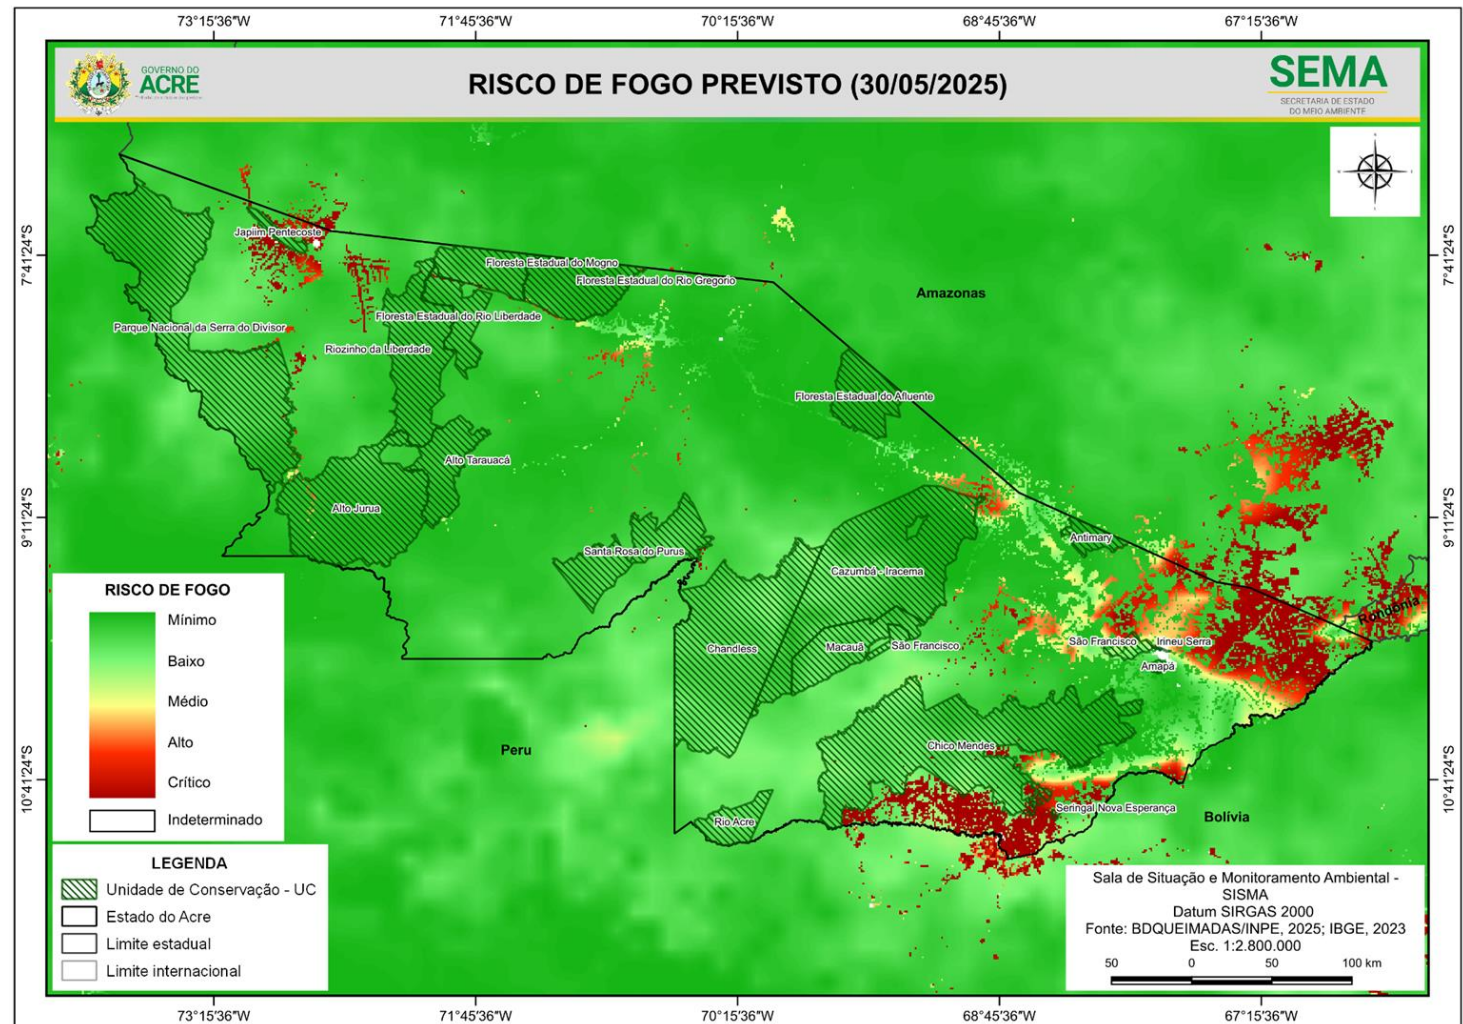 73°15'36"W 71°45'36"W 70°15'36"W 68°45'36"W 67°15'36"W
GOVERNO DO
ACRE
RISCO DE FOGO PREVISTO (30/05/2025)
SEMA
SECRETARIA DE ESTADO
DO MEIO AMBIENTE
7°41'24"S
7°41'24"S
Japiim Pentecoste
Floresta Estadual do Mogno
Floresta Estadual do Rio Gregorio
Amazonas
Floresta Estadual do Rio Liberdade
Parque Nacional da Serra do Divisor
Riozinho da Liberdade
Floresta Estadual do Afluente
Alto Tarauacá
Alto Jurua
9°11'24"S
9°11'24"S
Antimary
Santa Rosa do Purus
Cazumbá - Iracema
Rondônia
Chandless
Macauã
São Francisco
São Francisco
Irineu Serra
Amapá
Peru
Chico Mendes
10°41'24"S
10°41'24"S
Seringal Nova Esperança
Rio Acre
Bolívia
RISCO DE FOGO
Mínimo
Baixo
Médio
Alto
Crítico
Indeterminado
LEGENDA
Unidade de Conservação - UC
Estado do Acre
Limite estadual
Limite internacional
Sala de Situação e Monitoramento Ambiental -
SISMA
Datum SIRGAS 2000
Fonte: BDQUEIMADAS/INPE, 2025; IBGE, 2023
Esc. 1:2.800.000
50 0 50 100 km
73°15'36"W 71°45'36"W 70°15'36"W 68°45'36"W 67°15'36"W